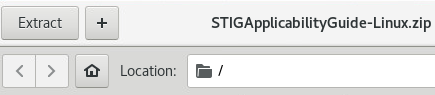 Extract + STIGApplicabilityGuide-Linux.zip
Location: /